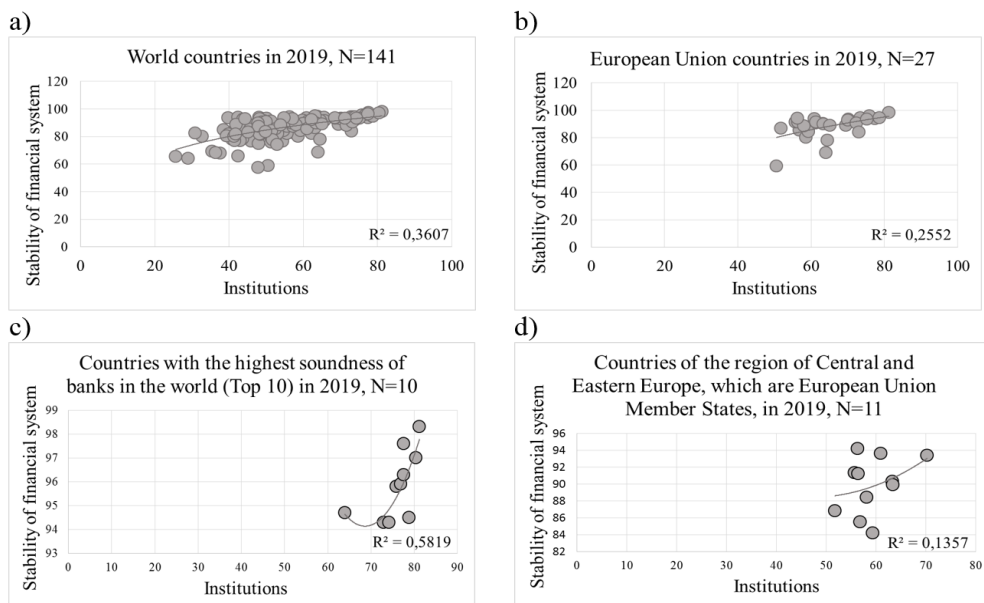 a)
World countries in 2019, N=141
Stability of financial system
120
100
80
60
40
20
0
0 20 40 60 80 100
R² = 0,3607
Institutions
b)
European Union countries in 2019, N=27
Stability of financial system
120
100
80
60
40
20
0
0 20 40 60 80 100
R² = 0,2552
Institutions
c)
Countries with the highest soundness of
banks in the world (Top 10) in 2019, N=10
Stability of financial system
99
98
97
96
95
94
93
0 10 20 30 40 50 60 70 80 90
R² = 0,5819
Institutions
d)
Countries of the region of Central and
Eastern Europe, which are European Union
Member States, in 2019, N=11
Stability of financial system
96
94
92
90
88
86
84
82
0 10 20 30 40 50 60 70 80
R² = 0,1357
Institutions